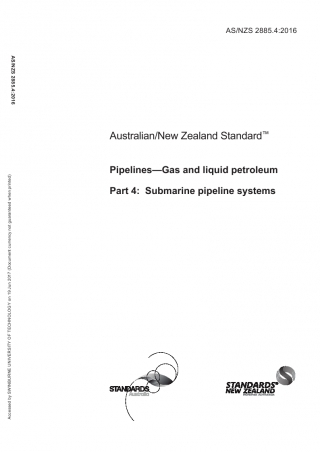 AS/NZS 2885.4:2016
AS/NZS 2885.4:2016
Australian/New Zealand Standard™
Pipelines—Gas and liquid petroleum
Part 4: Submarine pipeline systems
Accessed by SWINBURNE UNIVERSITY OF TECHNOLOGY on 19 Jun 2017 (Document currency not guaranteed when printed)
STANDARDS
Australia
STANDARDS
NEW ZEALAND